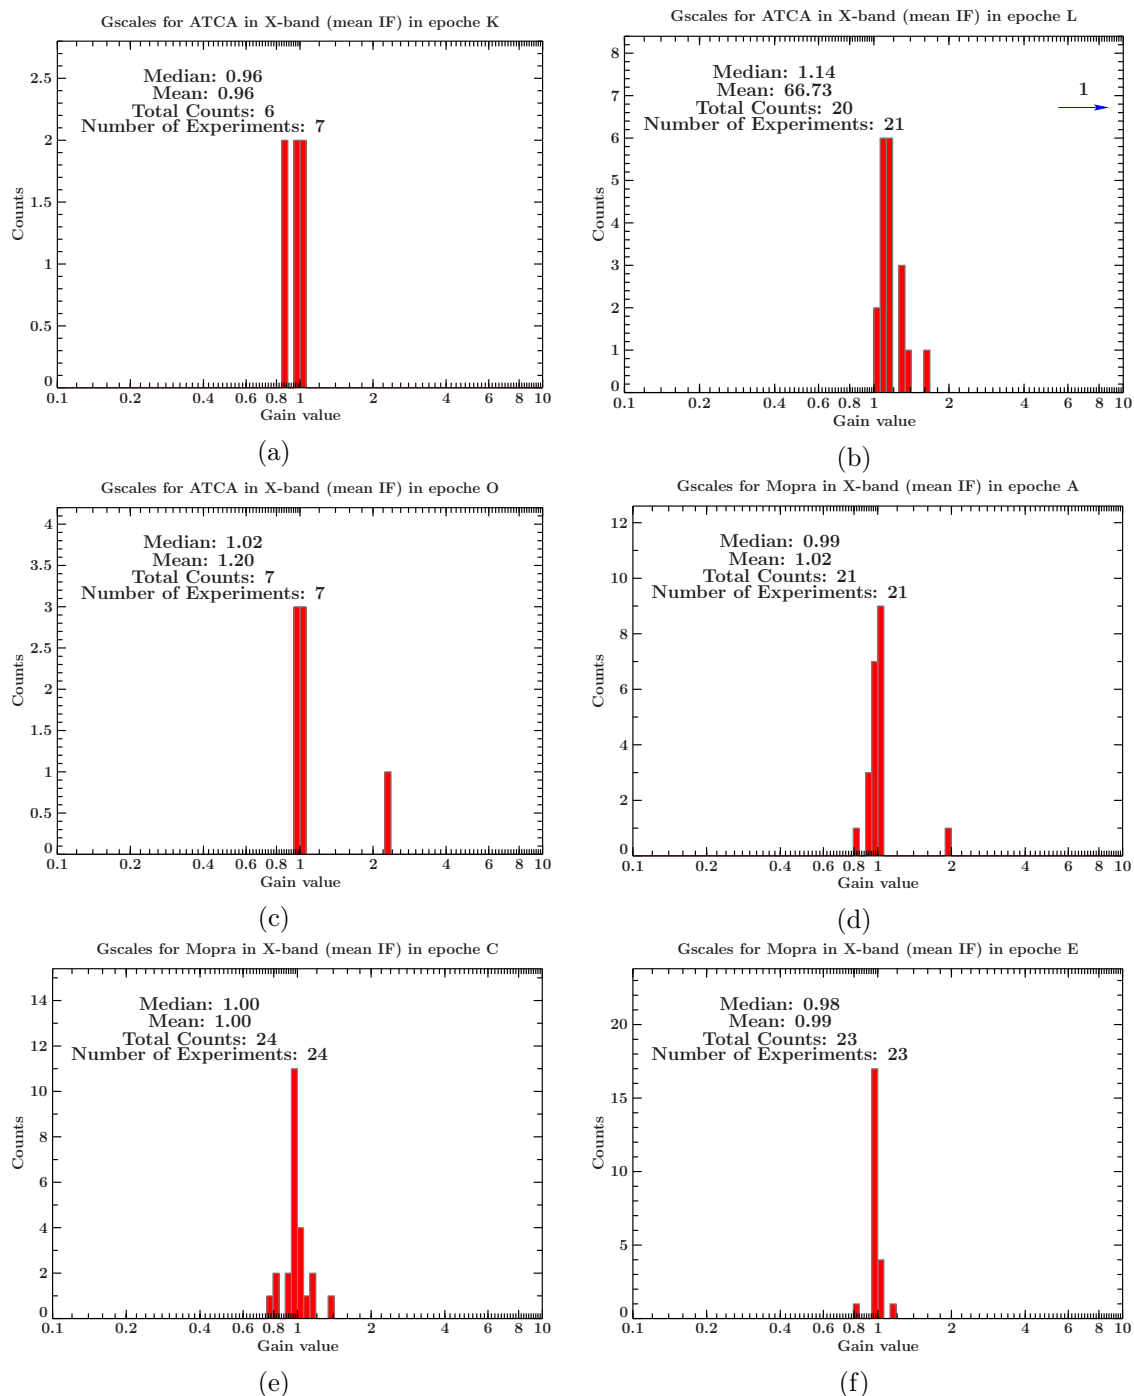 Gscales for ATCA in X-band (mean IF) in epoche K
Median: 0.96
Mean: 0.96
Total Counts: 6
Number of Experiments: 7
Counts
2.5
2
1.5
1
0.5
0
0.1 0.2 0.4 0.6 0.8 1 2 4 6 8 10
Gain value
(a)
Gscales for ATCA in X-band (mean IF) in epoche L
Median: 1.14
Mean: 66.73
Total Counts: 20
Number of Experiments: 21
1
Counts
8
7
6
5
4
3
2
1
0
0.1 0.2 0.4 0.6 0.8 1 2 4 6 8 10
Gain value
(b)
Gscales for ATCA in X-band (mean IF) in epoche O
Median: 1.02
Mean: 1.20
Total Counts: 7
Number of Experiments: 7
Counts
4
3.5
3
2.5
2
1.5
1
0.5
0
0.1 0.2 0.4 0.6 0.8 1 2 4 6 8 10
Gain value
(c)
Gscales for Mopra in X-band (mean IF) in epoche A
Median: 0.99
Mean: 1.02
Total Counts: 21
Number of Experiments: 21
Counts
12
10
8
6
4
2
0
0.1 0.2 0.4 0.6 0.8 1 2 4 6 8 10
Gain value
(d)
Gscales for Mopra in X-band (mean IF) in epoche C
Median: 1.00
Mean: 1.00
Total Counts: 24
Number of Experiments: 24
Counts
14
12
10
8
6
4
2
0
0.1 0.2 0.4 0.6 0.8 1 2 4 6 8 10
Gain value
(e)
Gscales for Mopra in X-band (mean IF) in epoche E
Median: 0.98
Mean: 0.99
Total Counts: 23
Number of Experiments: 23
Counts
20
15
10
5
0
0.1 0.2 0.4 0.6 0.8 1 2 4 6 8 10
Gain value
(f)